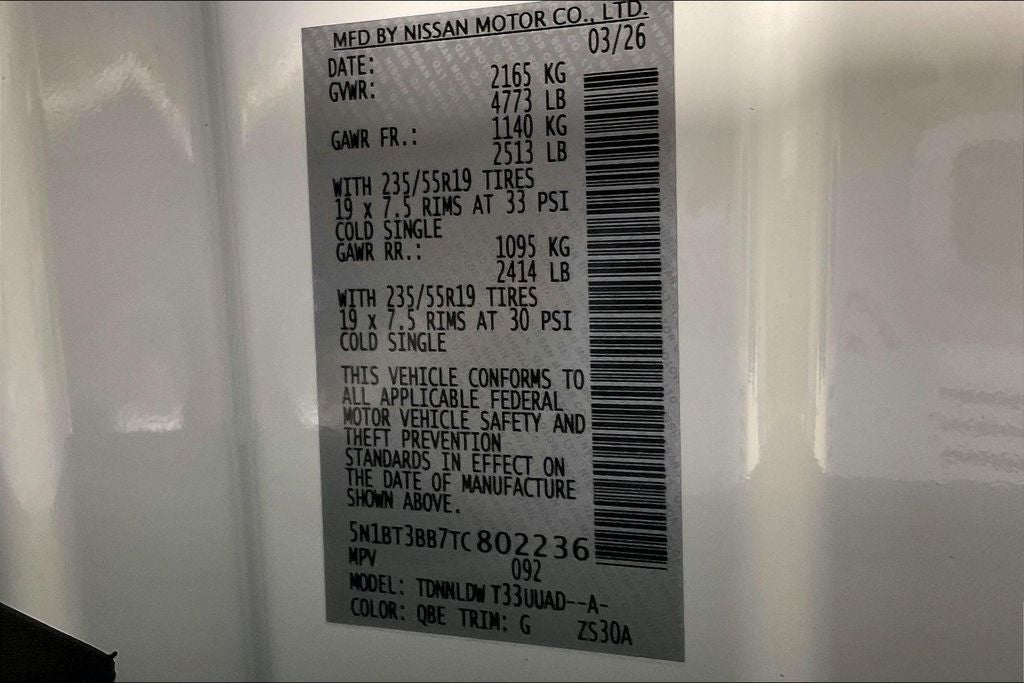 MFD BY NISSAN MOTOR CO., LTD.
DATE: 03/26
GVWR: 2165 KG
4773 LB
GAWR FR.: 1140 KG
2513 LB
WITH 235/55R19 TIRES
19 x 7.5 RIMS AT 33 PSI
COLD SINGLE
GAWR RR.: 1095 KG
2414 LB
WITH 235/55R19 TIRES
19 x 7.5 RIMS AT 30 PSI
COLD SINGLE
THIS VEHICLE CONFORMS TO
ALL APPLICABLE FEDERAL
MOTOR VEHICLE SAFETY AND
THEFT PREVENTION
STANDARDS IN EFFECT ON
THE DATE OF MANUFACTURE
SHOWN ABOVE.
5N1BT3BB7TC802236
MPV 092
MODEL: TDNNLDW T33UUAD--A-
COLOR: QBE TRIM: G ZS30A